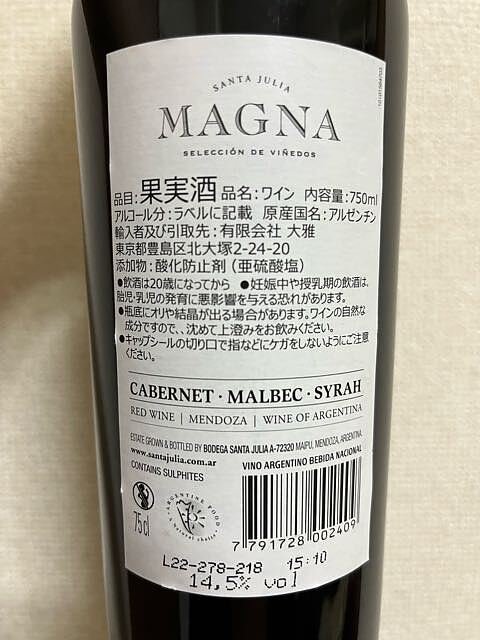 SANTA JULIA
MAGNA
SELECCIÓN DE VIÑEDOS
品目:果実酒 品名:ワイン 内容量:750ml
アルコール分:ラベルに記載 原産国名:アルゼンチン
輸入者及び引取先:有限会社 大雅
東京都豊島区北大塚2-24-20
添加物:酸化防止剤(亜硫酸塩)
●飲酒は20歳になってから ●妊娠中や授乳期の飲酒は、
胎児・乳児の発育に悪影響を与える恐れがあります。
●瓶底にオリや結晶が出る場合があります。ワインの自然な
成分ですので、、沈めて上澄みをお飲みください。
●キャップシールの切り口で指などにケガをしないようにご注意
ください。
CABERNET · MALBEC · SYRAH
RED WINE | MENDOZA | WINE OF ARGENTINA
ESTATE GROWN & BOTTLED BY BODEGA SANTA JULIA A-72320 MAIPU, MENDOZA, ARGENTINA.
www.santajulia.com.ar
VINO ARGENTINO BEBIDA NACIONAL
CONTAINS SULPHITES
ARGENTINE FOOD
A Natural choice
75cl
7 791728 002409
L22-278-218 15:10
14,5% vol